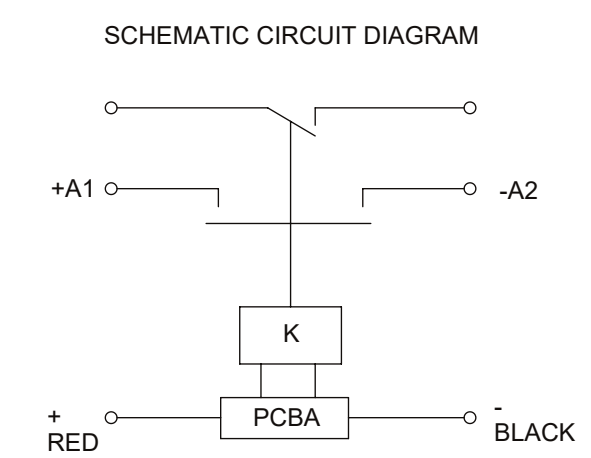 SCHEMATIC CIRCUIT DIAGRAM
+A1
-A2
K
PCBA
+
RED
-
BLACK